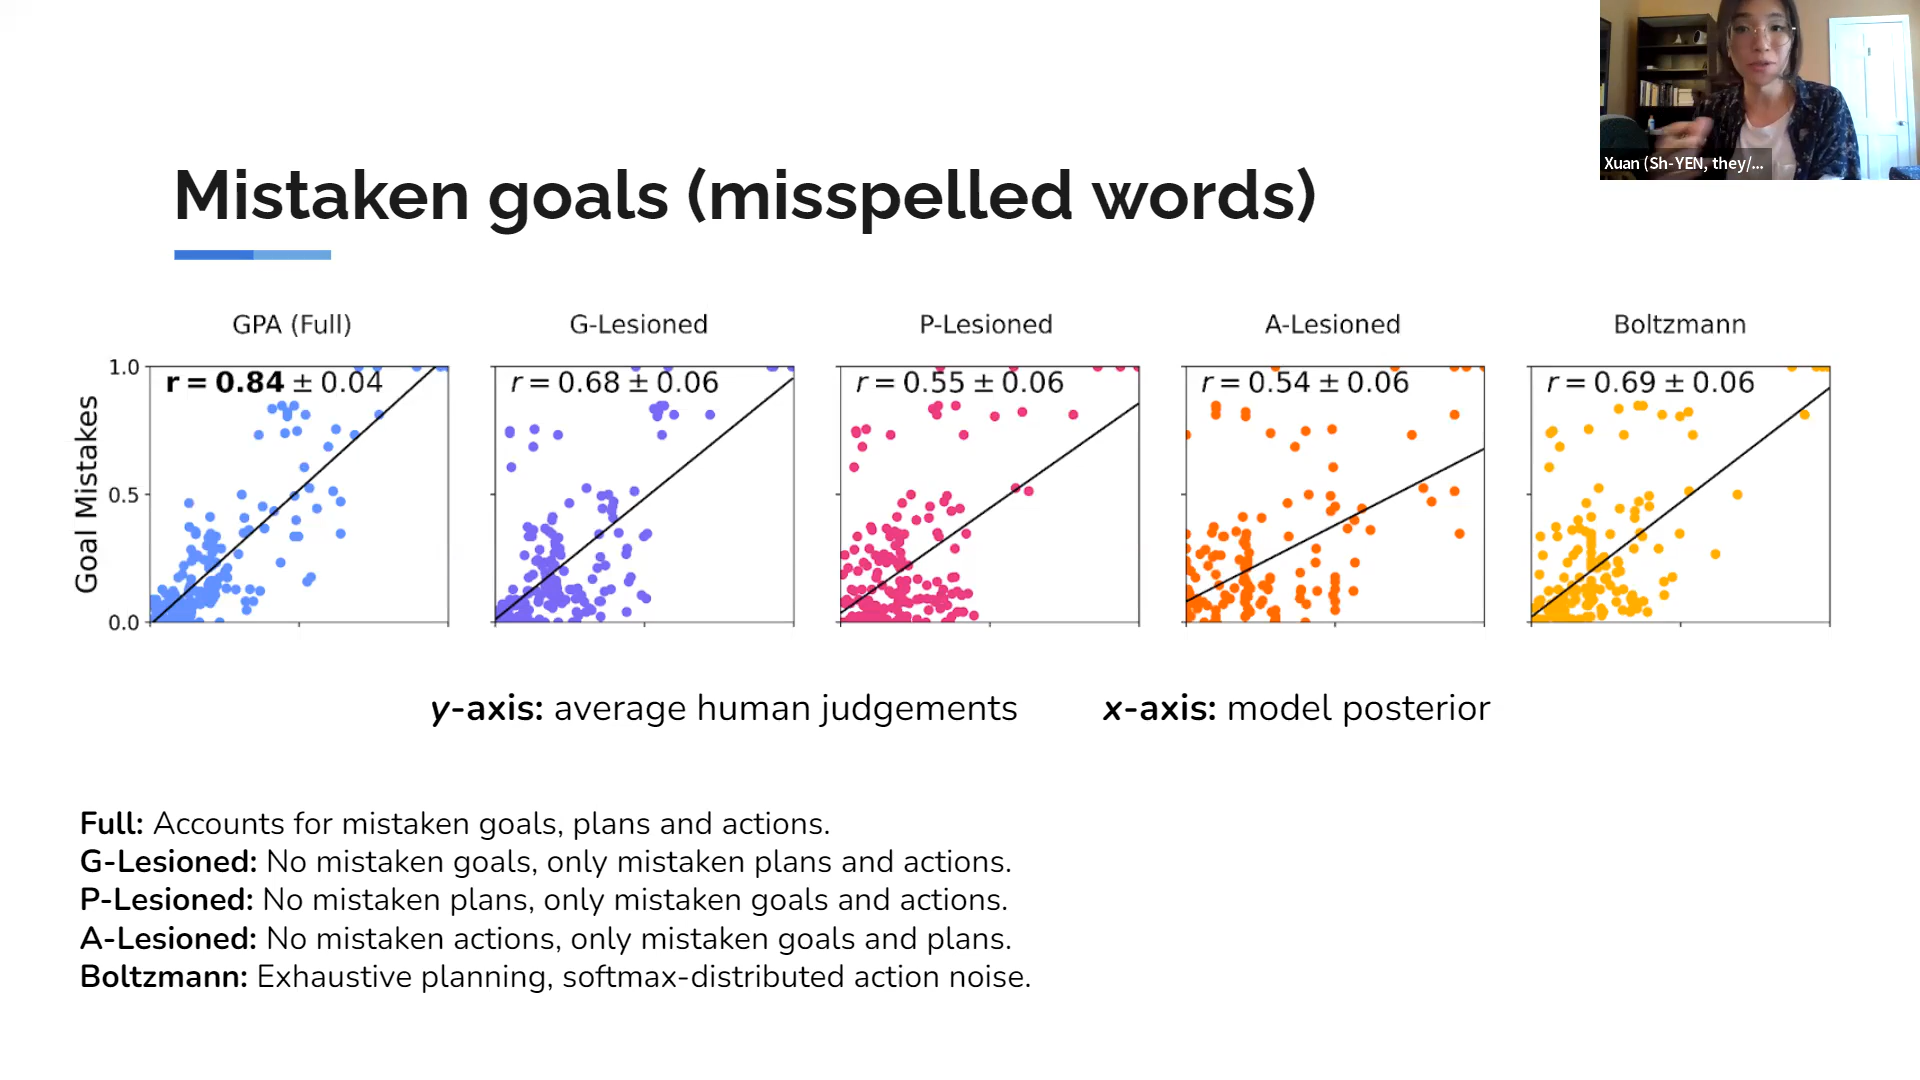 Xuan (Sh-YEN, they/...
Mistaken goals (misspelled words)
GPA (Full)
G-Lesioned
P-Lesioned
A-Lesioned
Boltzmann
Goal Mistakes
1.0
0.5
0.0
r = 0.84 ± 0.04
r = 0.68 ± 0.06
r = 0.55 ± 0.06
r = 0.54 ± 0.06
r = 0.69 ± 0.06
y-axis: average human judgements
x-axis: model posterior
Full: Accounts for mistaken goals, plans and actions.
G-Lesioned: No mistaken goals, only mistaken plans and actions.
P-Lesioned: No mistaken plans, only mistaken goals and actions.
A-Lesioned: No mistaken actions, only mistaken goals and plans.
Boltzmann: Exhaustive planning, softmax-distributed action noise.